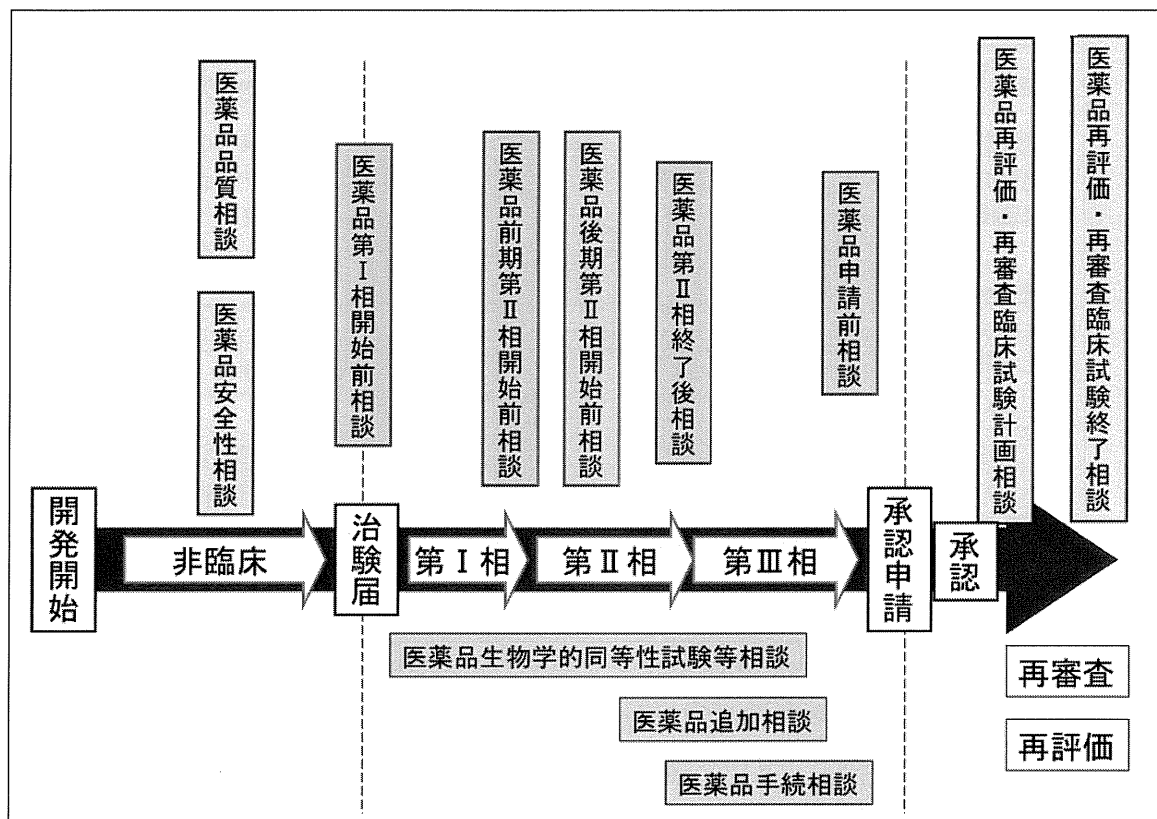 医薬品品質相談
医薬品安全性相談
医薬品第Ⅰ相開始前相談
医薬品前期第Ⅱ相開始前相談
医薬品後期第Ⅱ相開始前相談
医薬品第Ⅱ相終了後相談
医薬品申請前相談
医薬品再評価・再審査臨床試験計画相談
医薬品再評価・再審査臨床試験終了相談
開発開始
非臨床
治験届
第Ⅰ相
第Ⅱ相
第Ⅲ相
承認申請
承認
医薬品生物学的同等性試験等相談
医薬品追加相談
医薬品手続相談
再審査
再評価